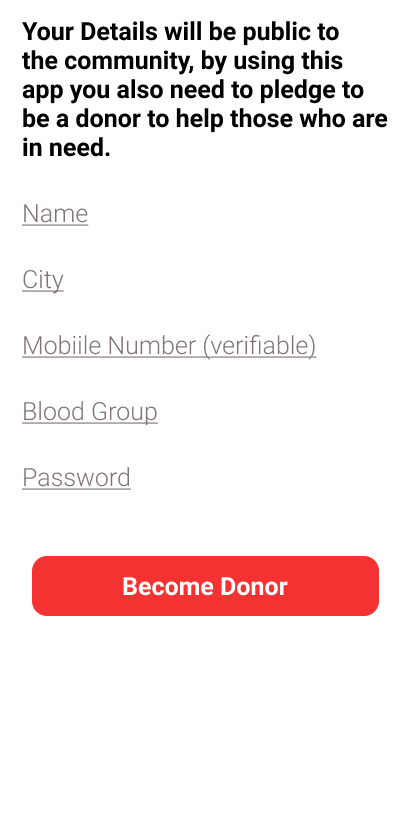 Your Details will be public to
the community, by using this
app you also need to pledge to
be a donor to help those who are
in need.
Name
City
Mobiile Number (verifiable)
Blood Group
Password
Become Donor